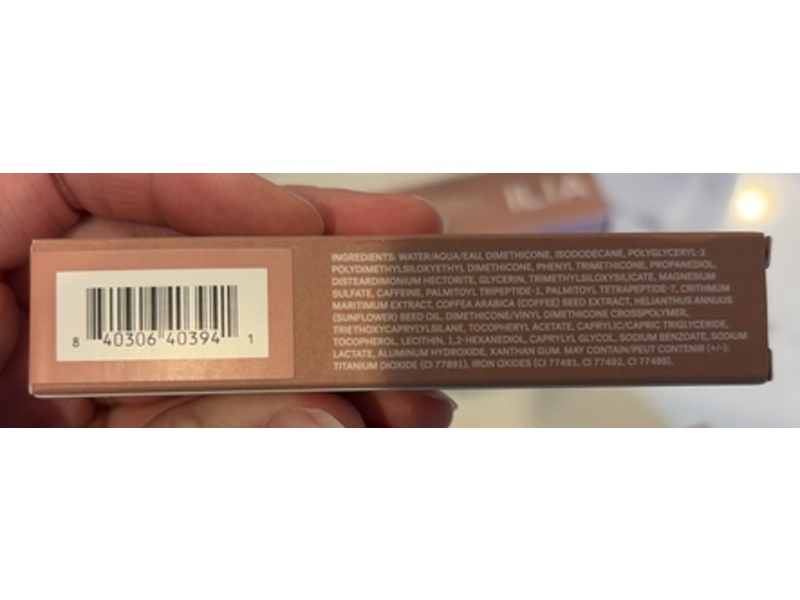 ILIA
INGREDIENTS: WATER/AQUA/EAU, DIMETHICONE, ISODODECANE, POLYGLYCERYL-3
POLYDIMETHYLSILOXYETHYL DIMETHICONE, PHENYL TRIMETHICONE, PROPANEDIOL,
DISTEARDIMONIUM HECTORITE, GLYCERIN, TRIMETHYLSILOXYSILICATE, MAGNESIUM
SULFATE, CAFFEINE, PALMITOYL TRIPEPTIDE-1, PALMITOYL TETRAPEPTIDE-7, CRITHMUM
MARITIMUM EXTRACT, COFFEA ARABICA (COFFEE) SEED EXTRACT, HELIANTHUS ANNUUS
(SUNFLOWER) SEED OIL, DIMETHICONE/VINYL DIMETHICONE CROSSPOLYMER,
TRIETHOXYCAPRYLYLSILANE, TOCOPHERYL ACETATE, CAPRYLIC/CAPRIC TRIGLYCERIDE,
TOCOPHEROL, LECITHIN, 1,2-HEXANEDIOL, CAPRYLYL GLYCOL, SODIUM BENZOATE, SODIUM
LACTATE, ALUMINUM HYDROXIDE, XANTHAN GUM. MAY CONTAIN/PEUT CONTENIR (+/-):
TITANIUM DIOXIDE (CI 77891), IRON OXIDES (CI 77491, CI 77492, CI 77499).
8 40306 40394 1